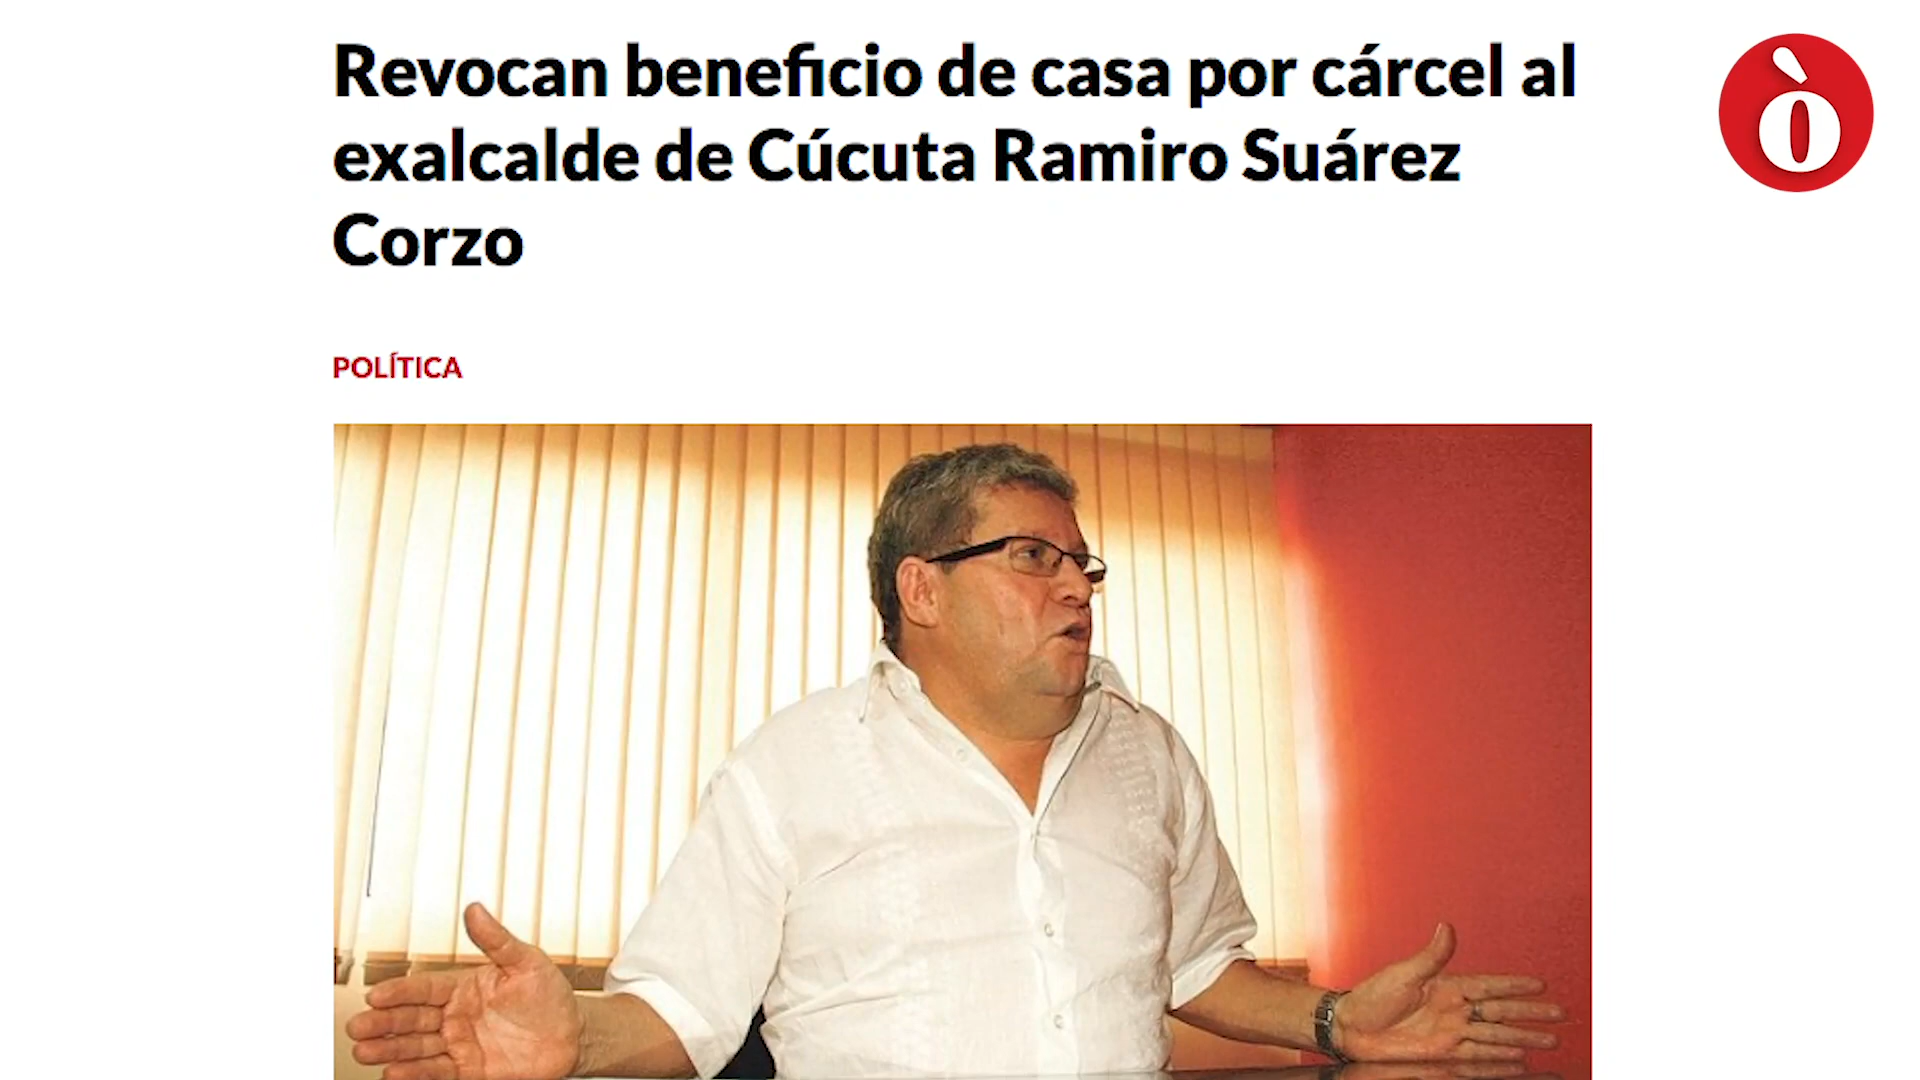 Revocan beneficio de casa por cárcel al
exalcalde de Cúcuta Ramiro Suárez
Corzo
POLÍTICA
ò